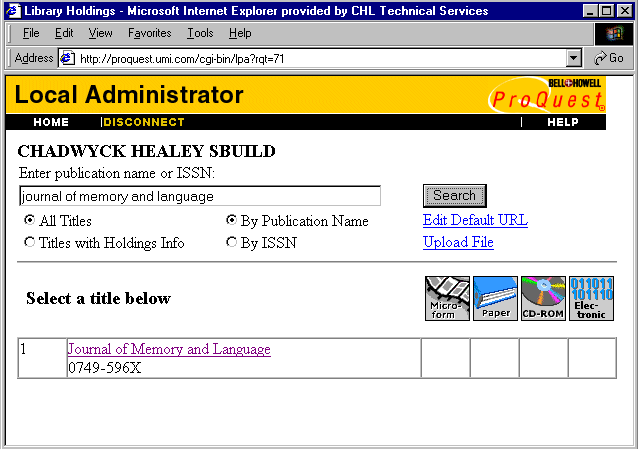 Library Holdings - Microsoft Internet Explorer provided by CHL Technical Services
File Edit View Favorites Tools Help
Address http://proquest.umi.com/cgi-bin/lpa?rqt=71 Go
Local Administrator
BELL+HOWELL
ProQuest
HOME |DISCONNECT | HELP
CHADWYCK HEALEY SBUILD
Enter publication name or ISSN:
journal of memory and language Search
All Titles By Publication Name Edit Default URL
Titles with Holdings Info By ISSN Upload File
Select a title below
Micro-
form
Paper
CD-ROM
011011
101110
Elec-
tronic
1 Journal of Memory and Language
0749-596X